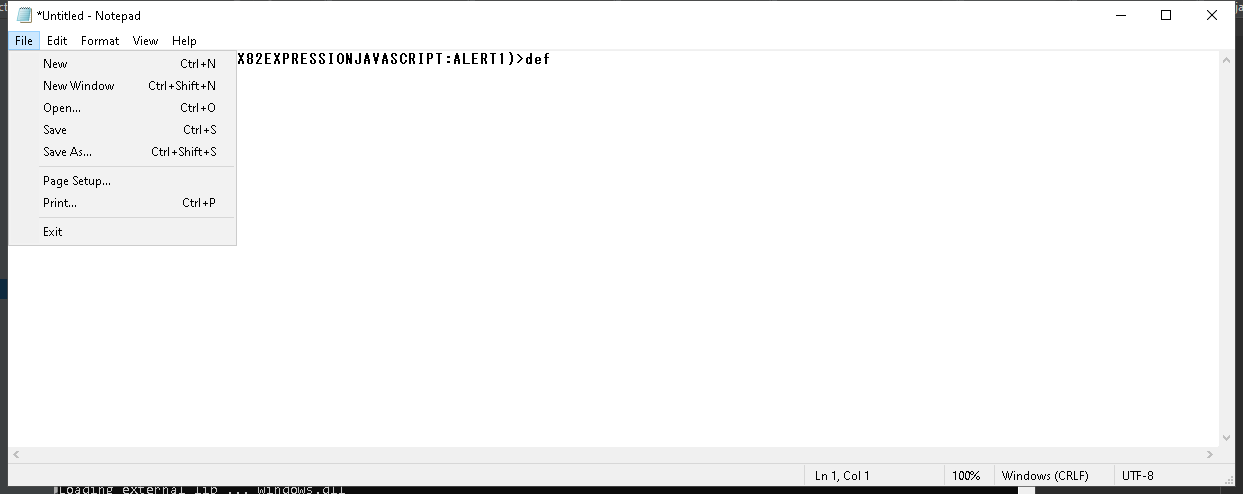 *Untitled - Notepad
File Edit Format View Help
X82EXPRESSIONJAVASCRIPT:ALERT1)>def
New Ctrl+N
New Window Ctrl+Shift+N
Open... Ctrl+O
Save Ctrl+S
Save As... Ctrl+Shift+S
Page Setup...
Print... Ctrl+P
Exit
Ln 1, Col 1 100% Windows (CRLF) UTF-8
Loading external lib ... windows.dll